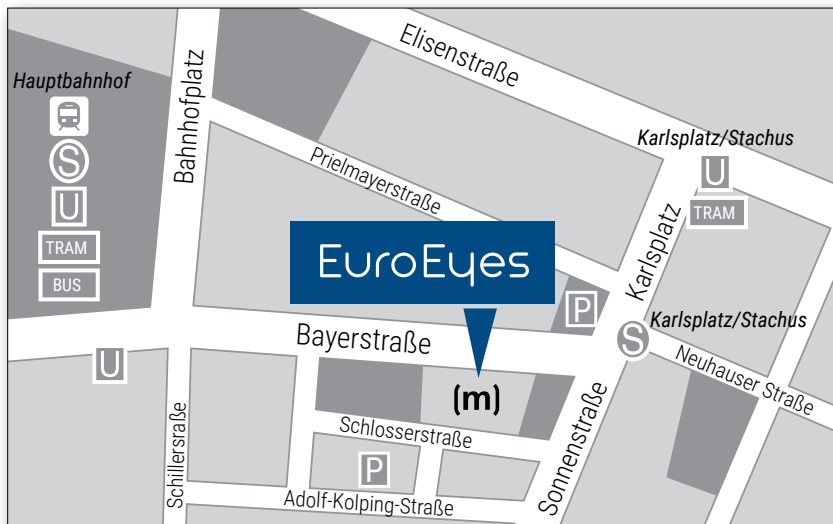 Elisenstraße
Hauptbahnhof
Bahnhofplatz
S
U
TRAM
BUS
Prielmayerstraße
Karlsplatz/Stachus
U
TRAM
Karlsplatz
EuroEyes
P
Karlsplatz/Stachus
S
Bayerstraße
Neuhauser Straße
U
(m)
Schlosserstraße
Sonnenstraße
Schillersraße
P
Adolf-Kolping-Straße